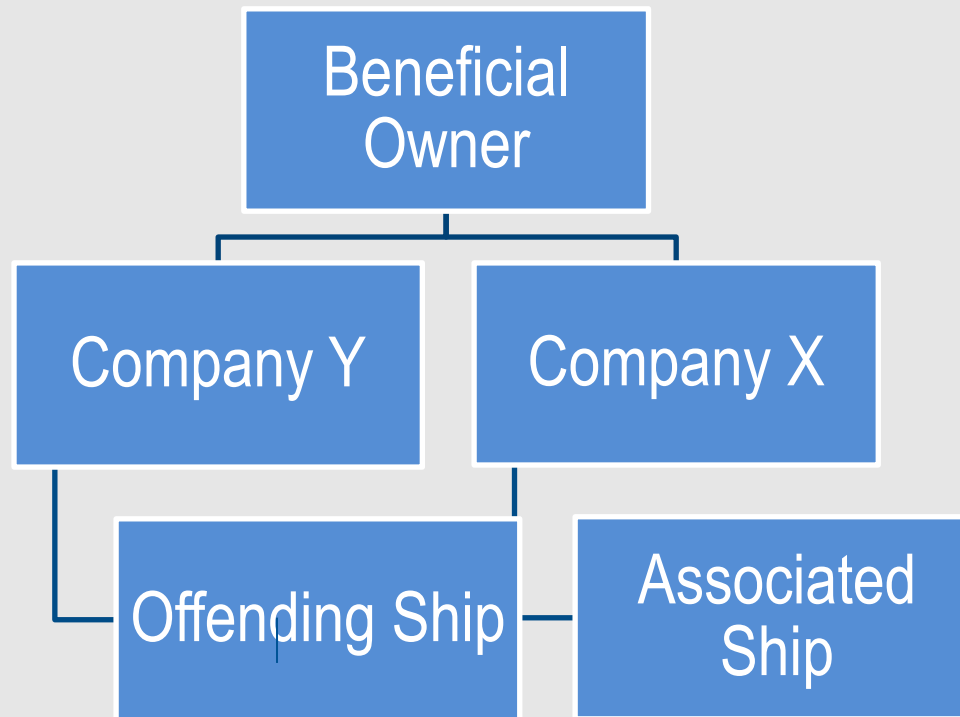 Beneficial
Owner
Company Y
Company X
Offending Ship
Associated
Ship